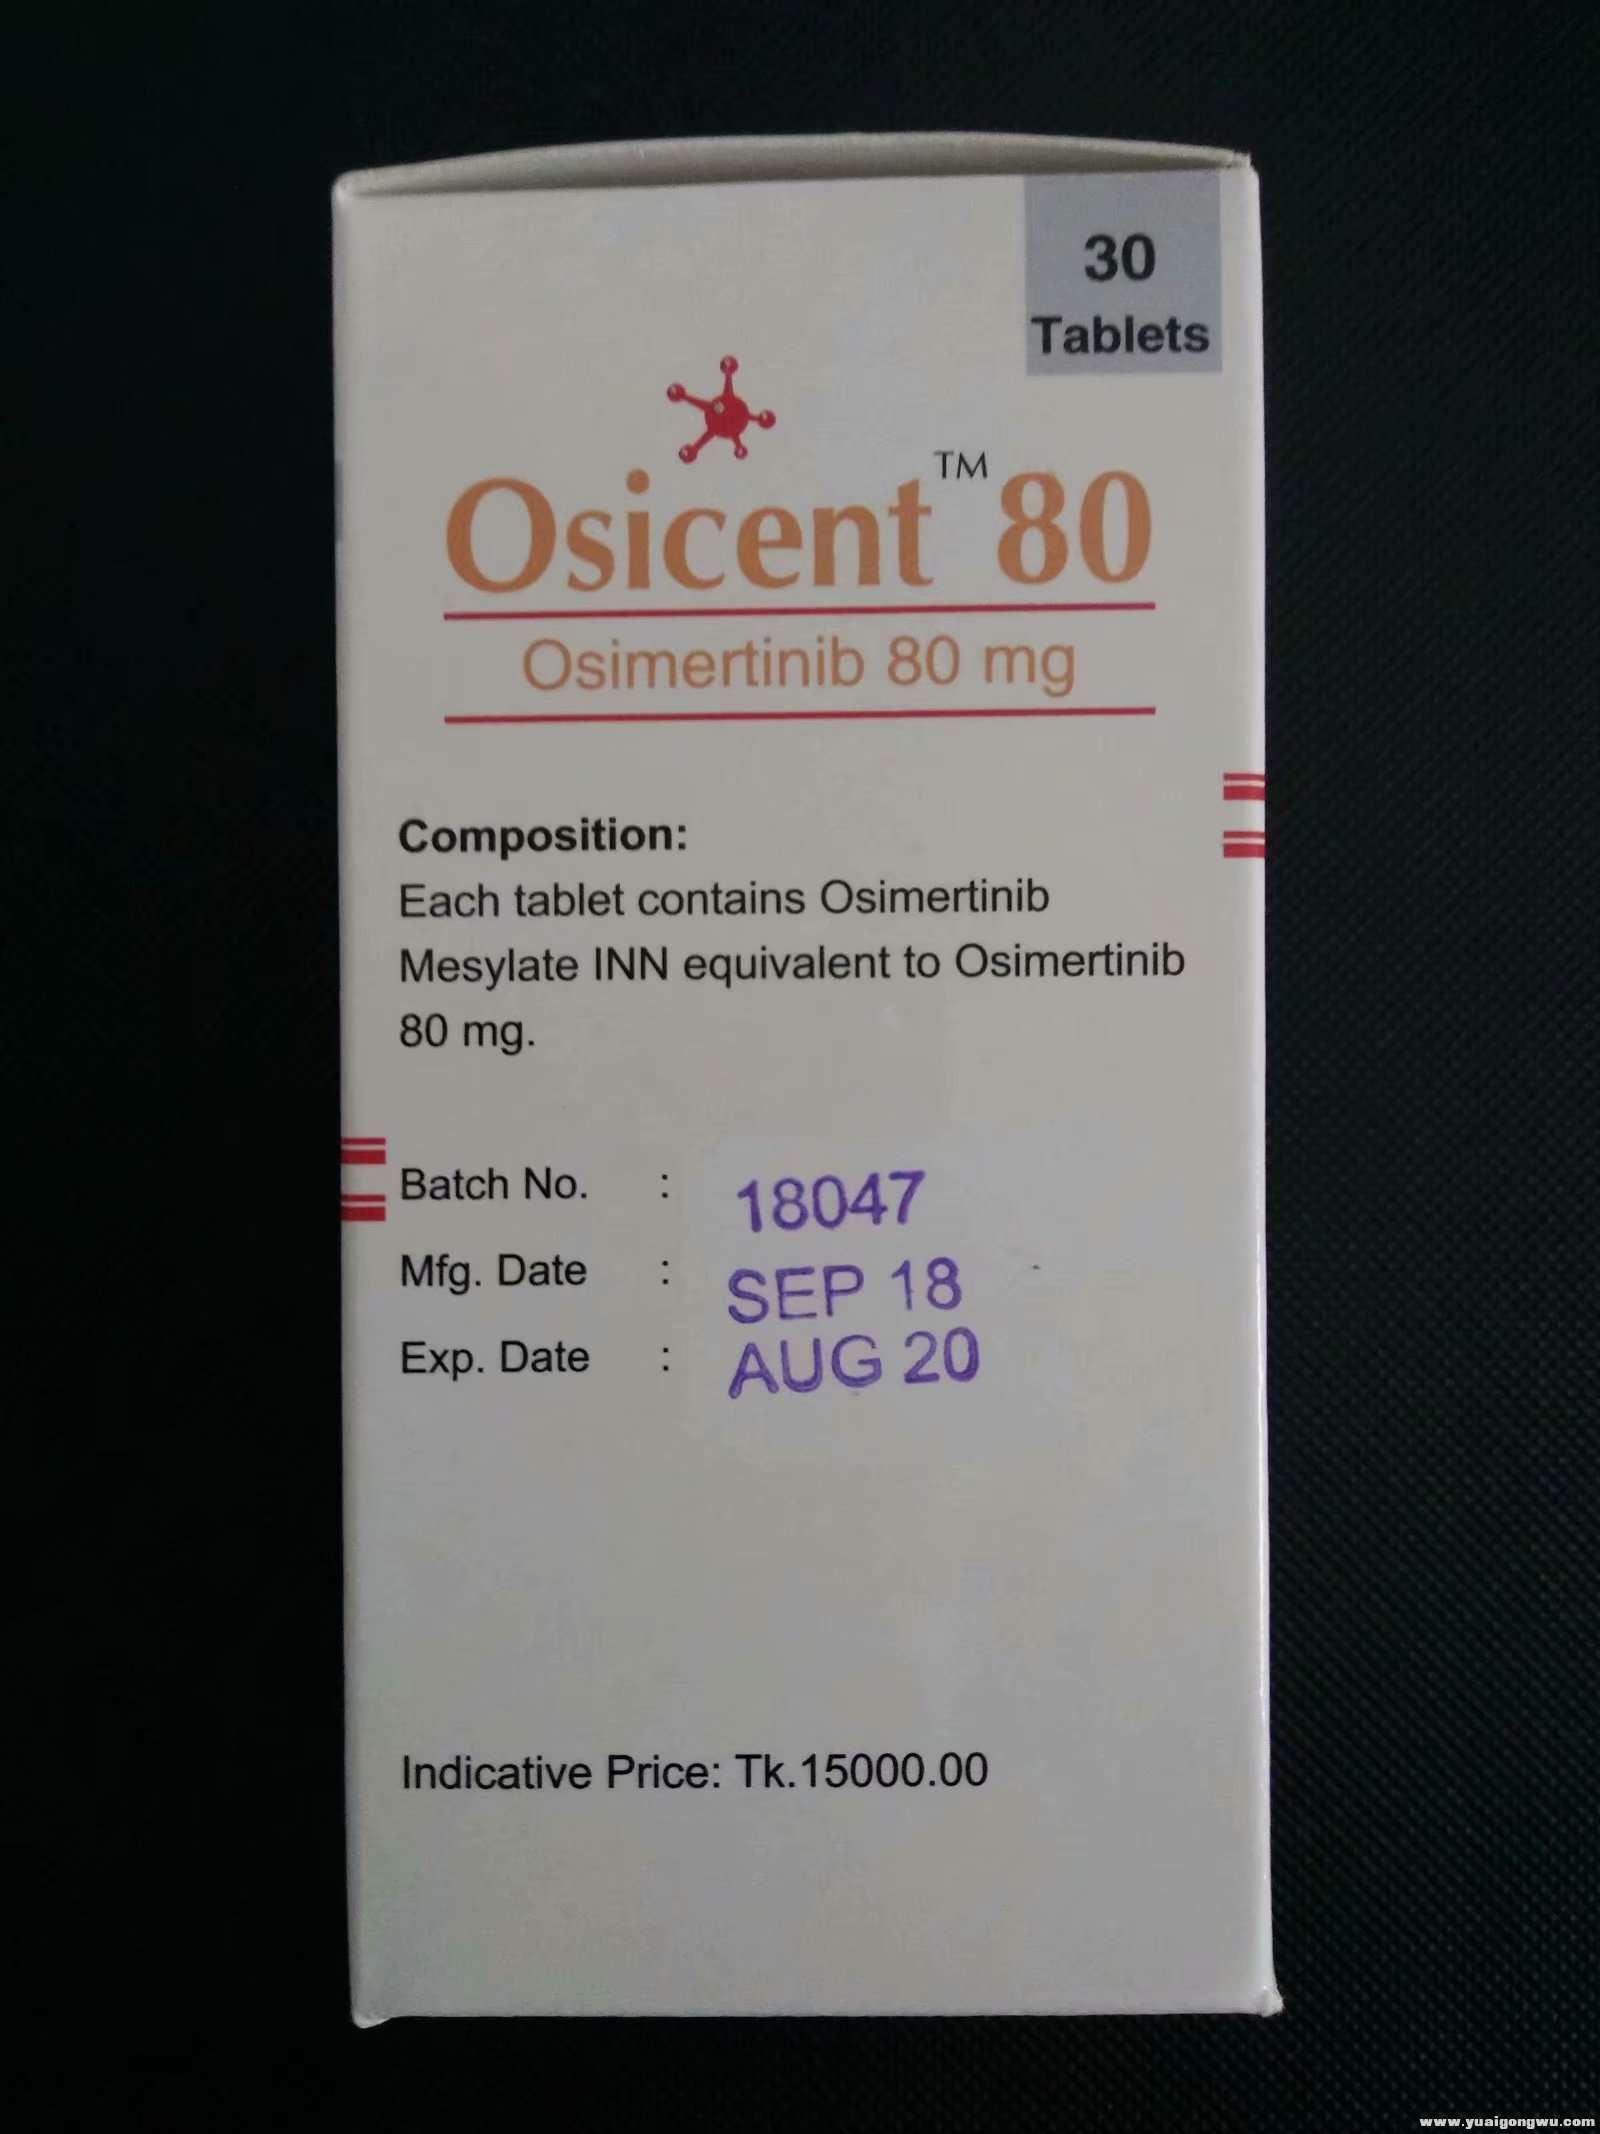 30
Tablets
Osicent™ 80
Osimertinib 80 mg
Composition:
Each tablet contains Osimertinib
Mesylate INN equivalent to Osimertinib
80 mg.
Batch No. : 18047
Mfg. Date : SEP 18
Exp. Date : AUG 20
Indicative Price: Tk.15000.00
www.yuaigongwu.com